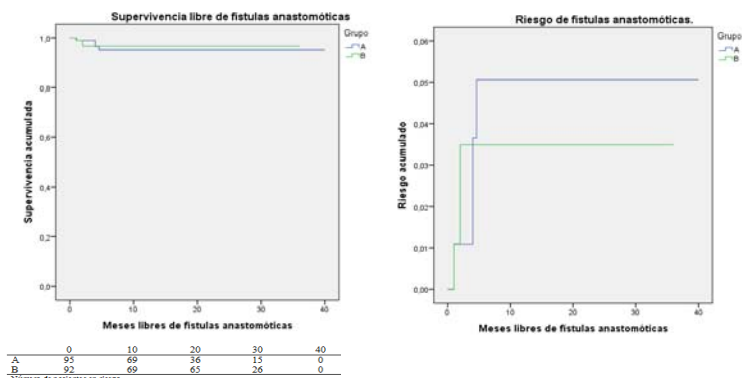 Supervivencia libre de fistulas anastomóticas
Grupo
A
B
1,0
0,8
0,6
0,4
0,2
0,0
Supervivencia acumulada
0 10 20 30 40
Meses libres de fistulas anastomóticas
0 10 20 30 40
A 95 69 36 15 0
B 92 69 65 26 0
Riesgo de fistulas anastomóticas.
Grupo
A
B
0,06
0,05
0,04
0,03
0,02
0,01
0,00
Riesgo acumulado
0 10 20 30 40
Meses libres de fistulas anastomóticas